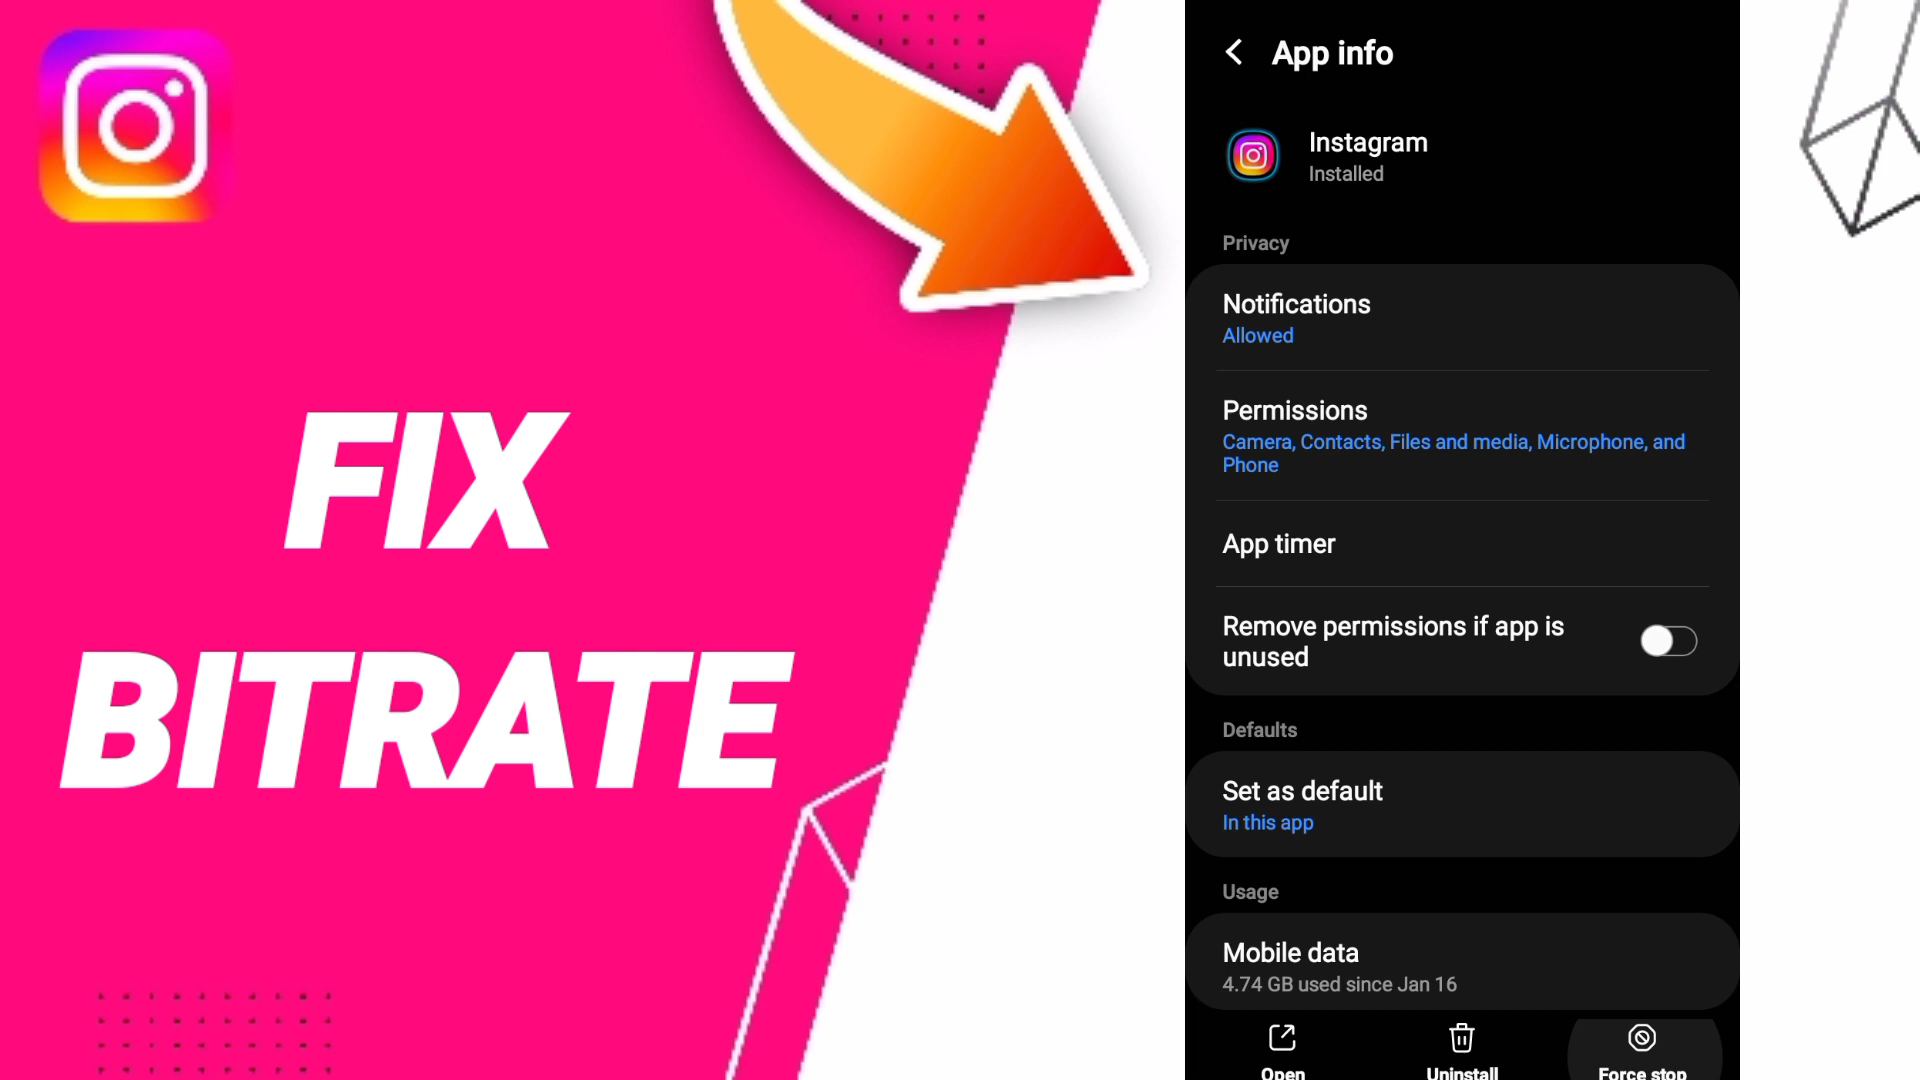 FIX
BITRATE
App info
Instagram
Installed
Privacy
Notifications
Allowed
Permissions
Camera, Contacts, Files and media, Microphone, and
Phone
App timer
Remove permissions if app is
unused
Defaults
Set as default
In this app
Usage
Mobile data
4.74 GB used since Jan 16
Open
Uninstall
Force stop